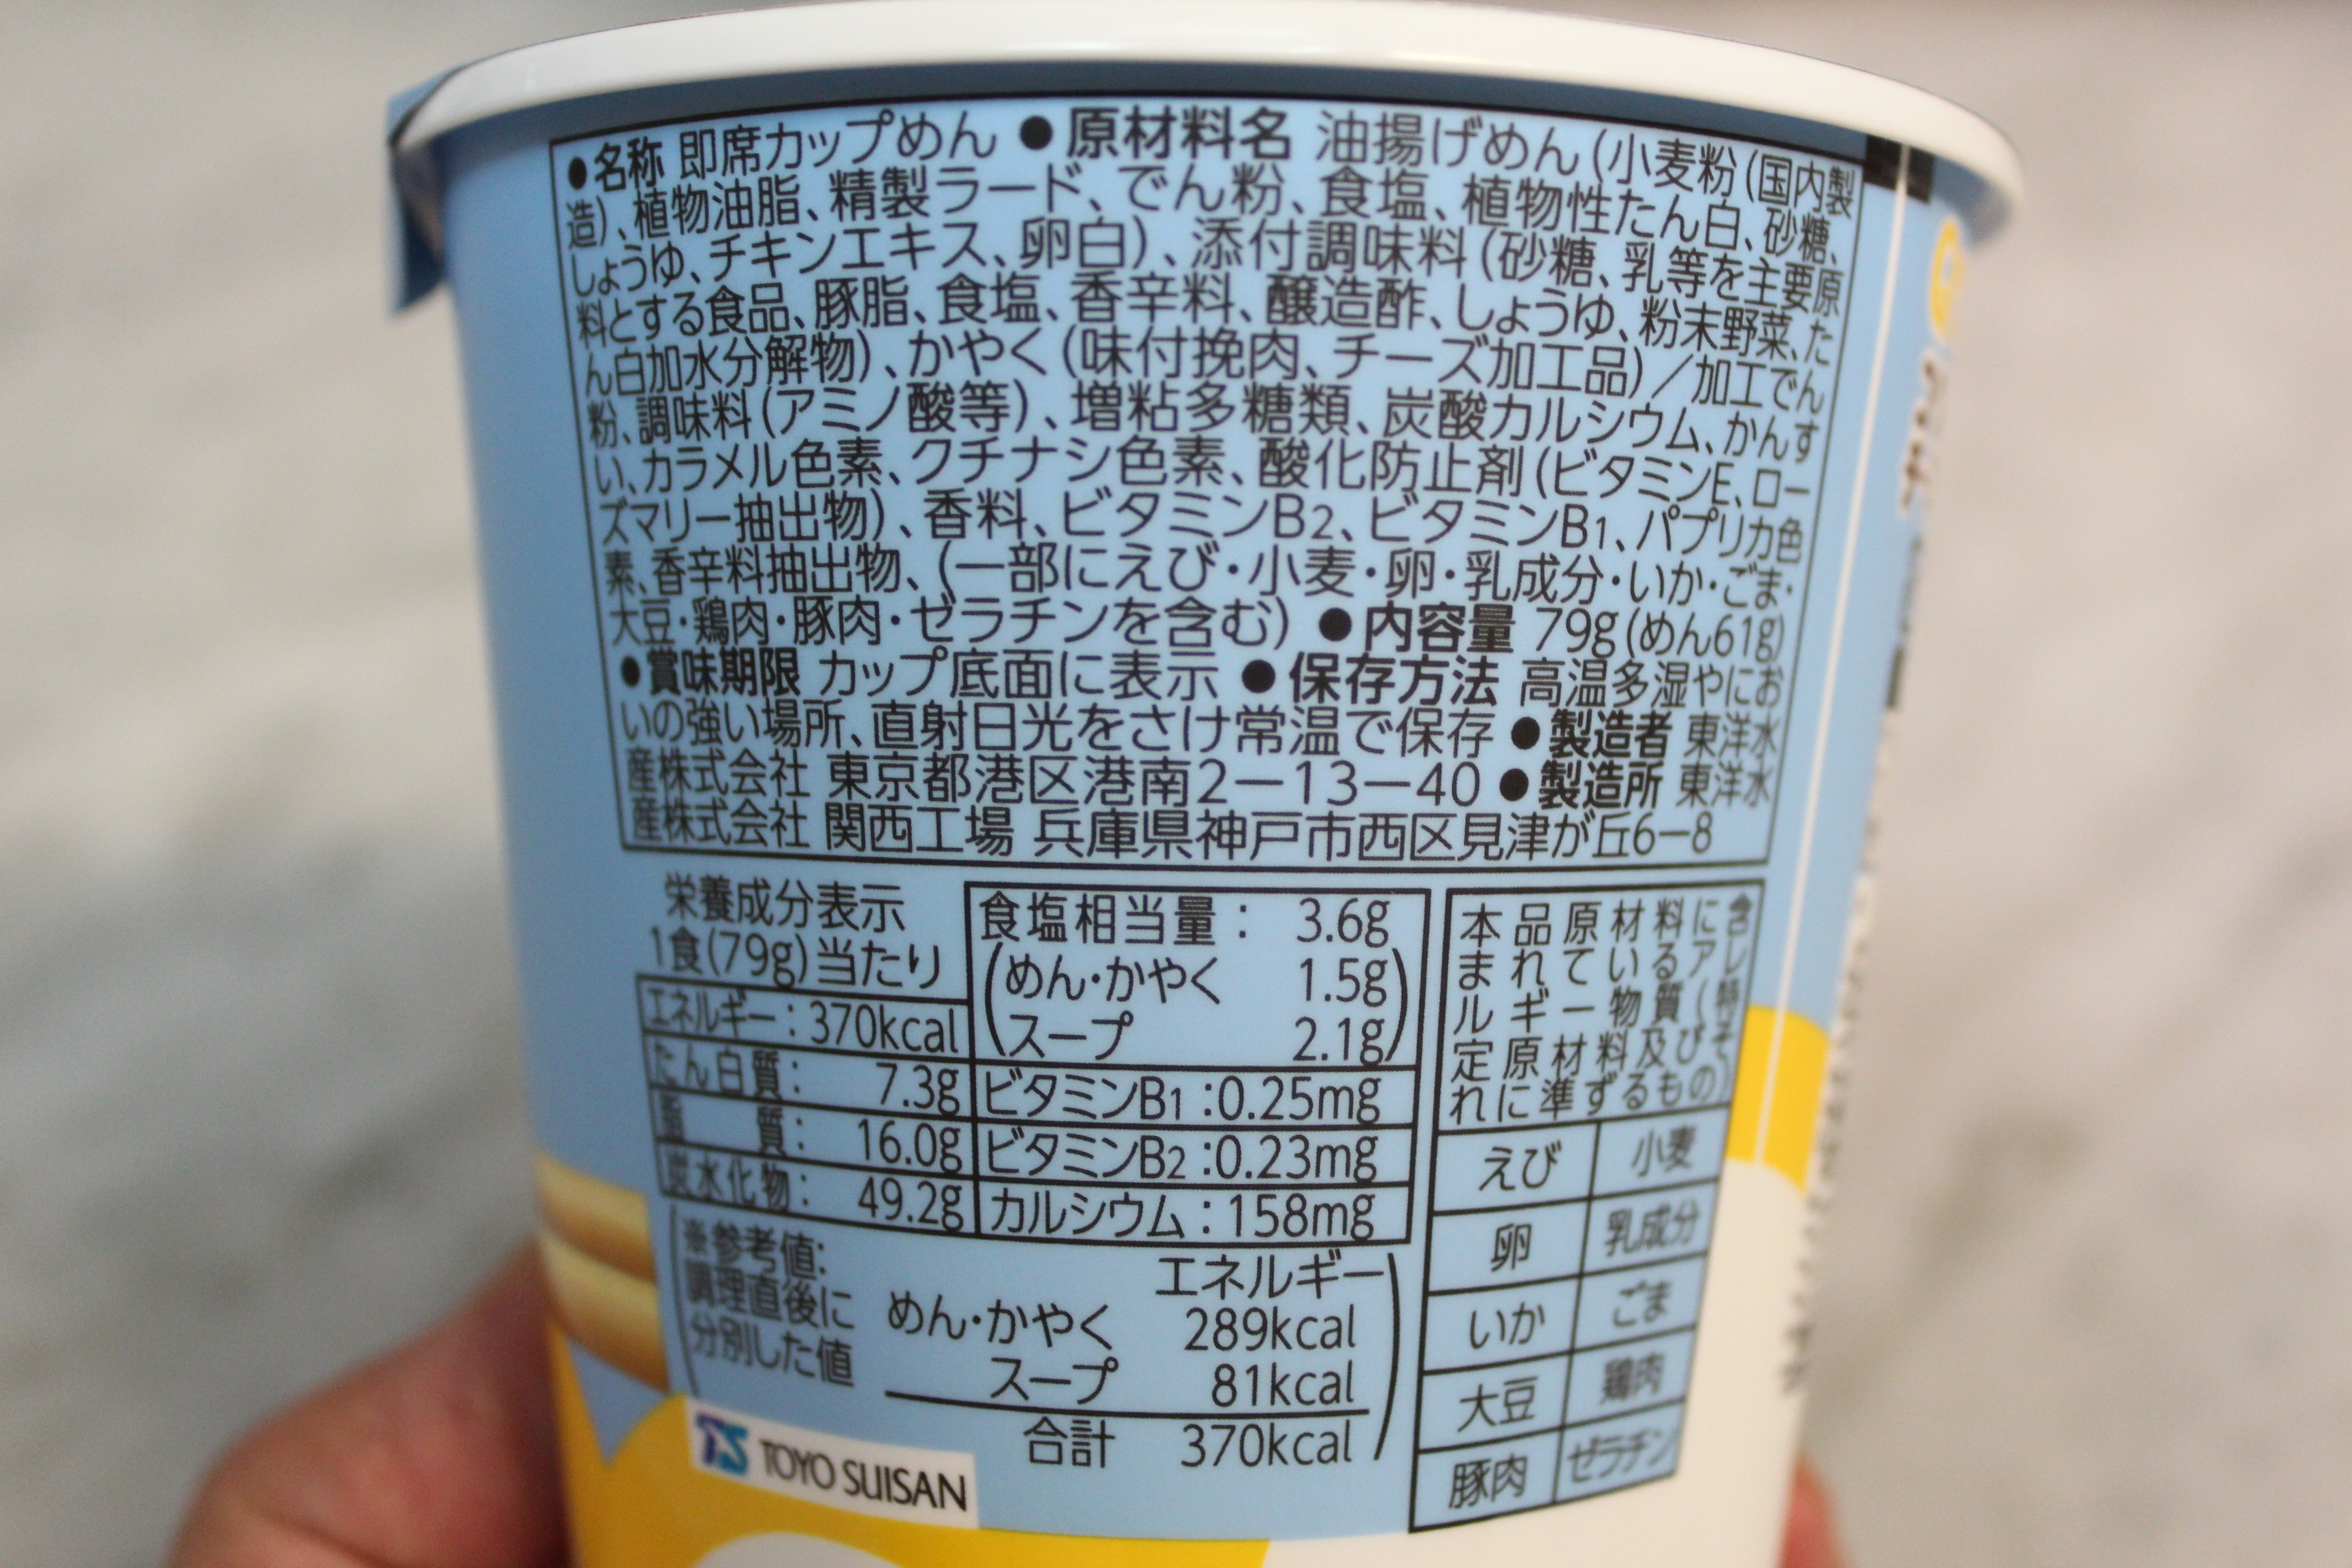 ●名称 即席カップめん ●原材料名 油揚げめん(小麦粉(国内製
造)、植物油脂、精製ラード、でん粉、食塩、植物性たん白、砂糖、
しょうゆ、チキンエキス、卵白)、添付調味料(砂糖、乳等を主要原
料とする食品、豚脂、食塩、香辛料、醸造酢、しょうゆ、粉末野菜、た
ん白加水分解物)、かやく(味付挽肉、チーズ加工品)/加工でん
粉、調味料(アミノ酸等)、増粘多糖類、炭酸カルシウム、かんす
い、カラメル色素、クチナシ色素、酸化防止剤(ビタミンE、ロー
ズマリー抽出物)、香料、ビタミンB2、ビタミンB1、パプリカ色
素、香辛料抽出物、(一部にえび・小麦・卵・乳成分・いか・ごま・
大豆・鶏肉・豚肉・ゼラチンを含む) ●内容量 79g(めん61g)
●賞味期限 カップ底面に表示 ●保存方法 高温多湿やにお
いの強い場所、直射日光をさけ常温で保存 ●製造者 東洋水
産株式会社 東京都港区港南2-13-40 ●製造所 東洋水
産株式会社 関西工場 兵庫県神戸市西区見津が丘6-8
栄養成分表示
1食(79g)当たり
エネルギー:370kcal
たん白質: 7.3g
脂質: 16.0g
炭水化物: 49.2g
食塩相当量: 3.6g
(めん・かやく 1.5g)
(スープ 2.1g)
ビタミンB1:0.25mg
ビタミンB2:0.23mg
カルシウム:158mg
※参考値:
調理直後に
分別した値
エネルギー
めん・かやく 289kcal
スープ 81kcal
合計 370kcal
本品原材料に含
まれているアレ
ルギー物質(特
定原材料及びそ
れに準ずるもの)
えび 小麦
卵 乳成分
いか ごま
大豆 鶏肉
豚肉 ゼラチン
TS TOYO SUISAN